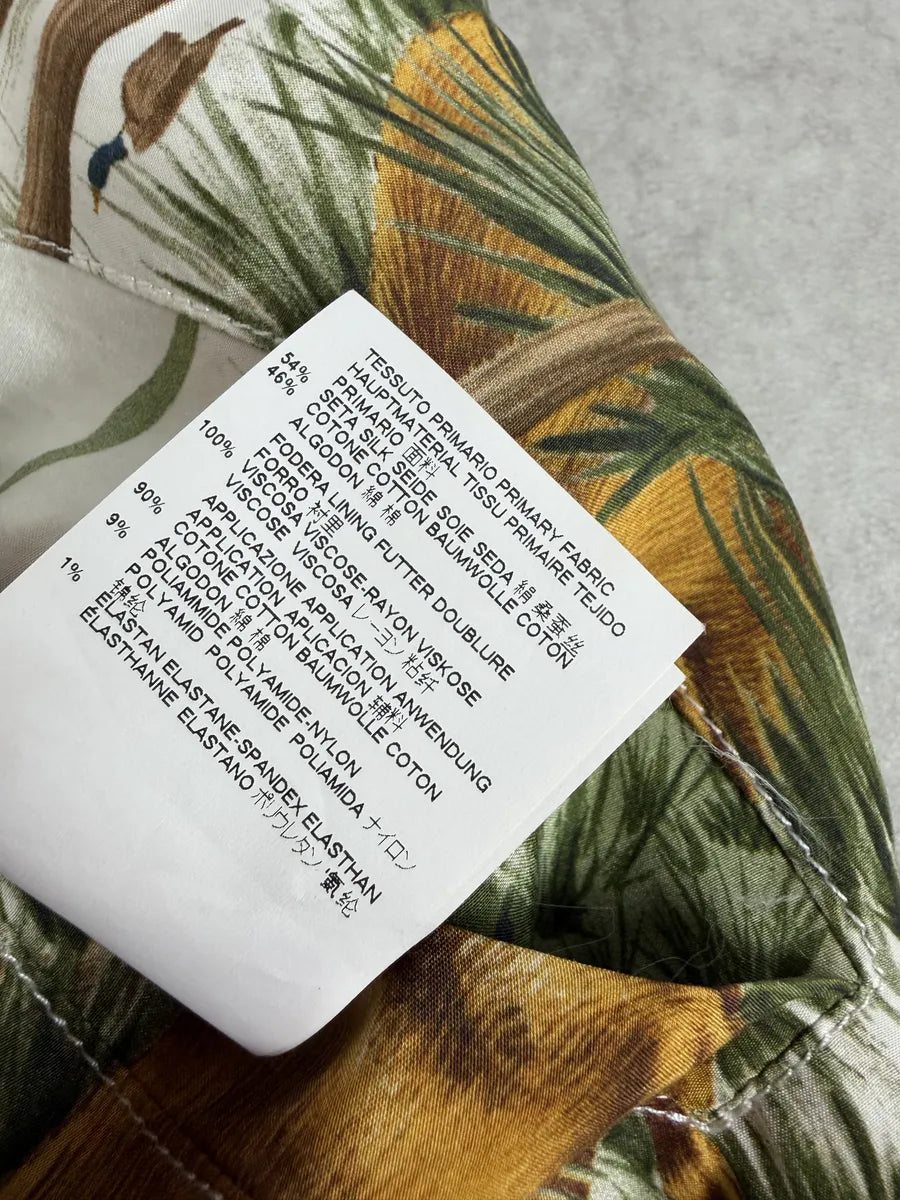 TESSUTO PRIMARIO PRIMARY FABRIC
HAUPTMATERIAL TISSU PRIMAIRE TEJIDO
PRIMARIO 面料
54% SETA SILK SEIDE SOIE SEDA 絹 桑蚕丝
46% COTONE COTTON BAUMWOLLE COTON
ALGODON 綿 棉
FODERA LINING FUTTER DOUBLURE
FORRO 衬里
100% VISCOSA VISCOSE-RAYON VISKOSE
VISCOSE VISCOSA レーヨン 粘纤
APPLICAZIONE APPLICATION ANWENDUNG
APPLICATION APLICACION 辅料
90% COTONE COTTON BAUMWOLLE COTON
ALGODON 綿 棉
9% POLIAMMIDE POLYAMIDE-NYLON
POLYAMID POLYAMIDE POLIAMIDA ナイロン
锦纶
1% ELASTAN ELASTANE-SPANDEX ELASTHAN
ELASTHANNE ELASTANO ポリウレタン 氨纶